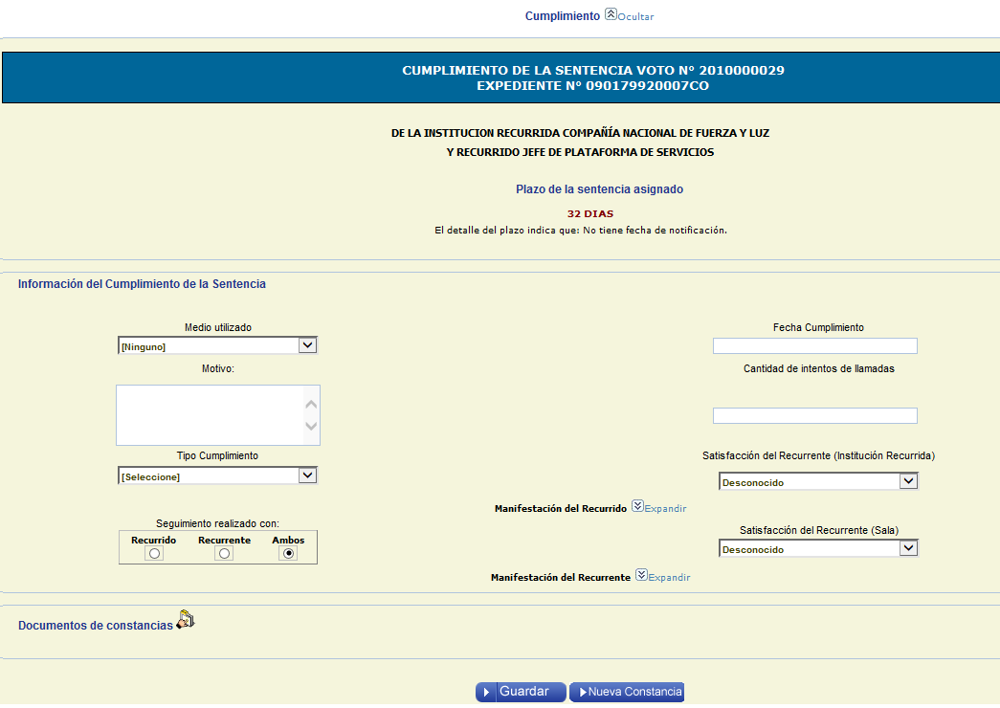 Cumplimiento Ocultar
CUMPLIMIENTO DE LA SENTENCIA VOTO Nº 2010000029
EXPEDIENTE Nº 090179920007CO
DE LA INSTITUCION RECURRIDA COMPAÑÍA NACIONAL DE FUERZA Y LUZ
Y RECURRIDO JEFE DE PLATAFORMA DE SERVICIOS
Plazo de la sentencia asignado
32 DIAS
El detalle del plazo indica que: No tiene fecha de notificación.
Información del Cumplimiento de la Sentencia
Medio utilizado
[Ninguno]
Fecha Cumplimiento
Motivo:
Cantidad de intentos de llamadas
Tipo Cumplimiento
[Seleccione]
Satisfacción del Recurrente (Institución Recurrida)
Desconocido
Manifestación del Recurrido Expandir
Seguimiento realizado con:
Recurrido Recurrente Ambos
Satisfacción del Recurrente (Sala)
Desconocido
Manifestación del Recurrente Expandir
Documentos de constancias
Guardar Nueva Constancia